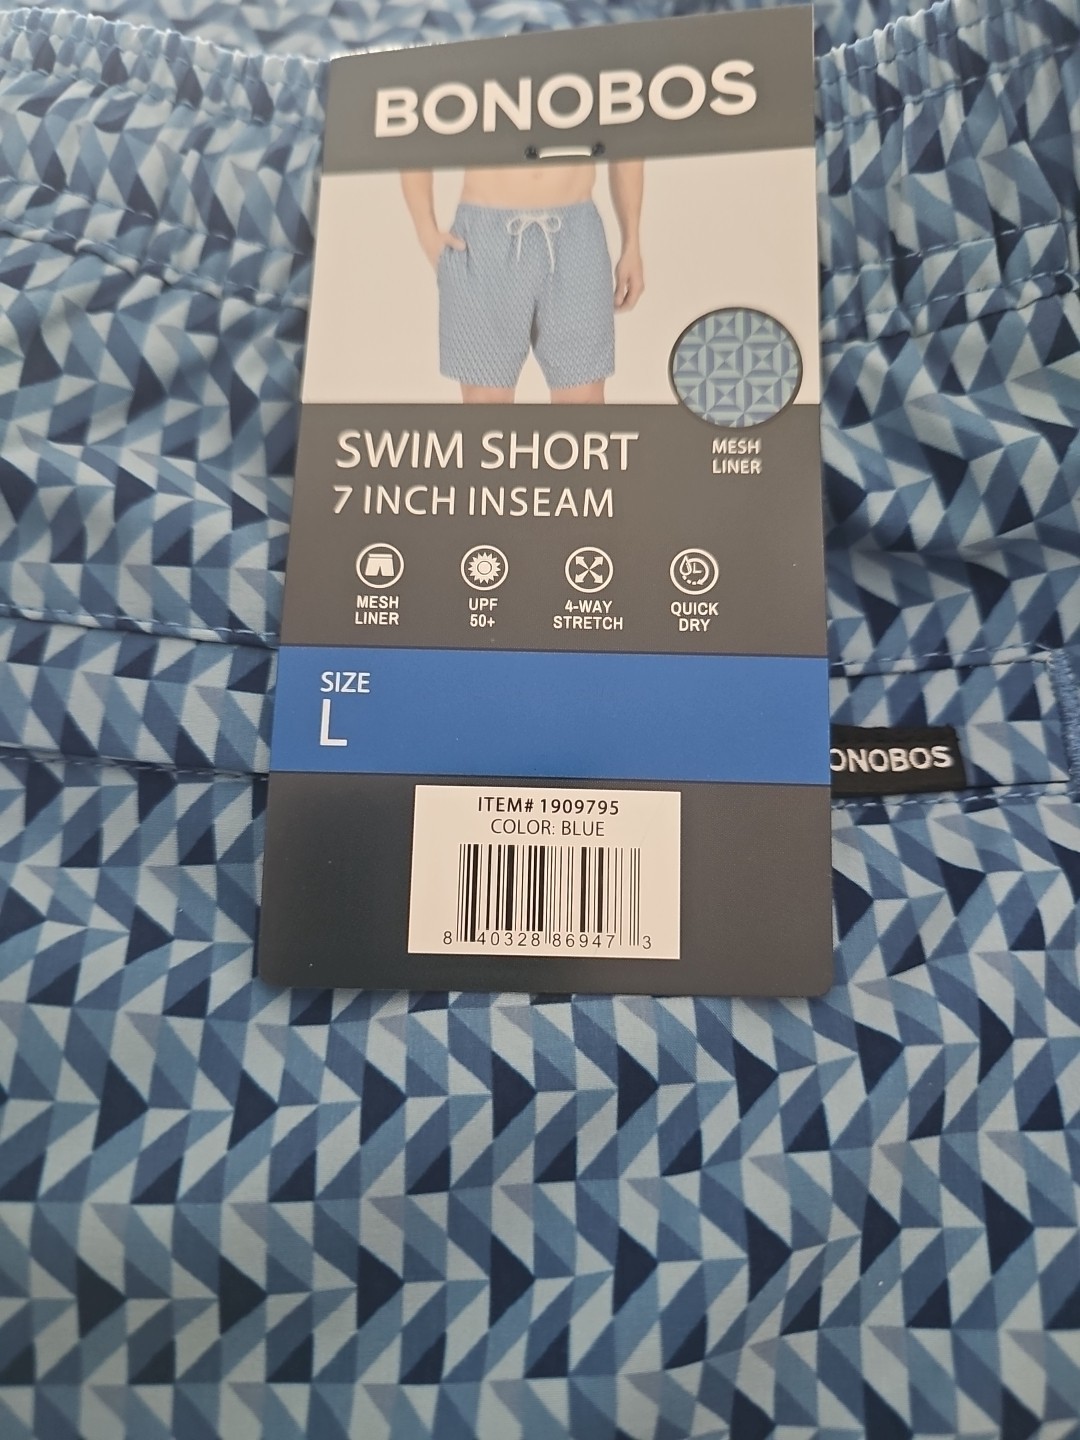 BONOBOS
MESH
LINER
SWIM SHORT
7 INCH INSEAM
MESH
LINER
UPF
50+
4-WAY
STRETCH
QUICK
DRY
SIZE
L
ONOBOS
ITEM# 1909795
COLOR: BLUE
8 40328 86947 3